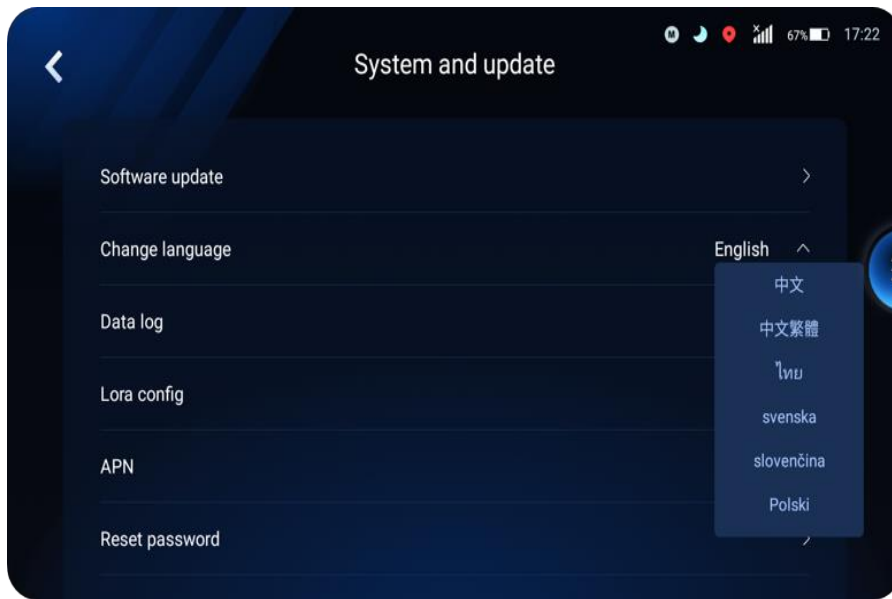 M 67% 17:22
System and update
Software update
Change language English
中文
Data log
中文繁體
ไทย
Lora config
svenska
APN
slovenčina
Polski
Reset password